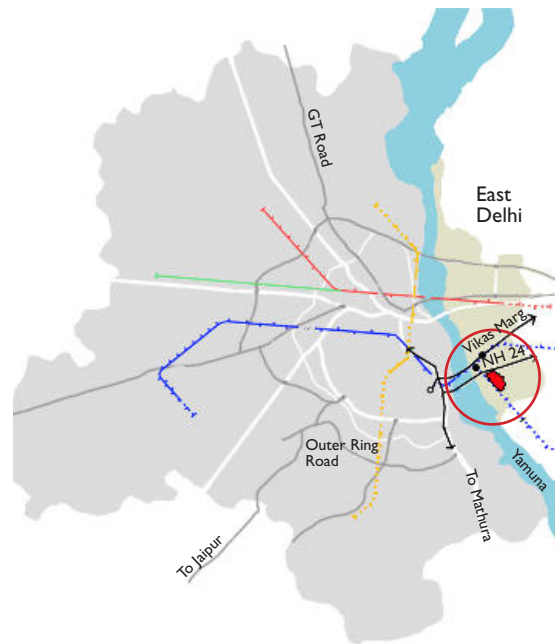 GT Road
East
Delhi
Vikas Marg
NH 24
Outer Ring
Road
Yamuna
To Mathura
To Jaipur